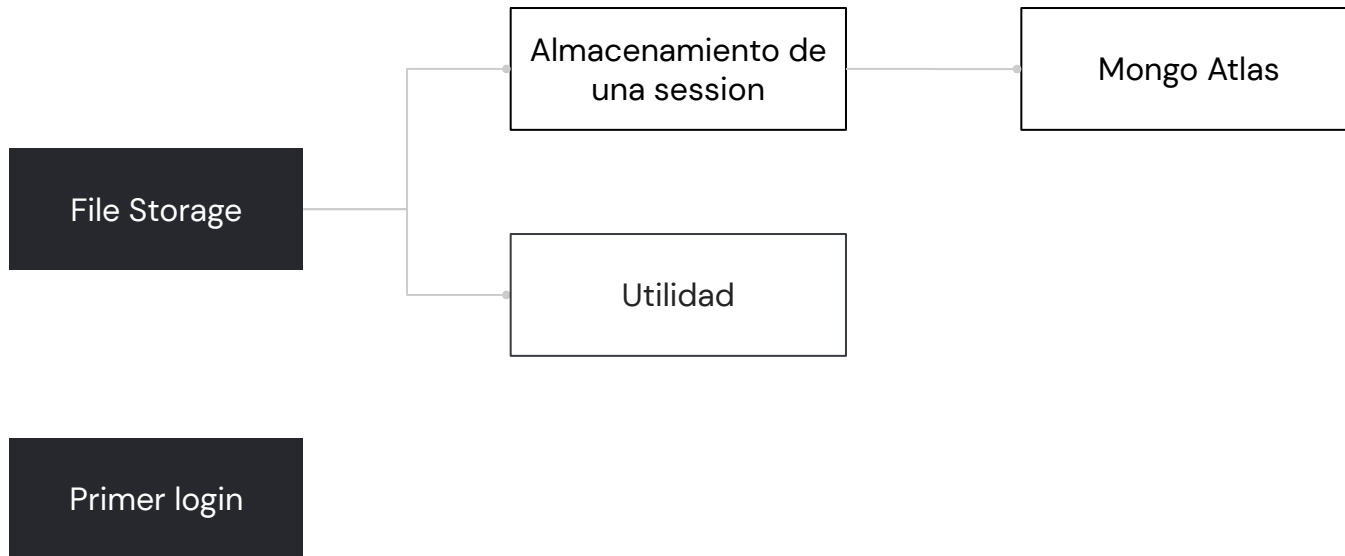 Almacenamiento de
una session
Mongo Atlas
File Storage
Utilidad
Primer login